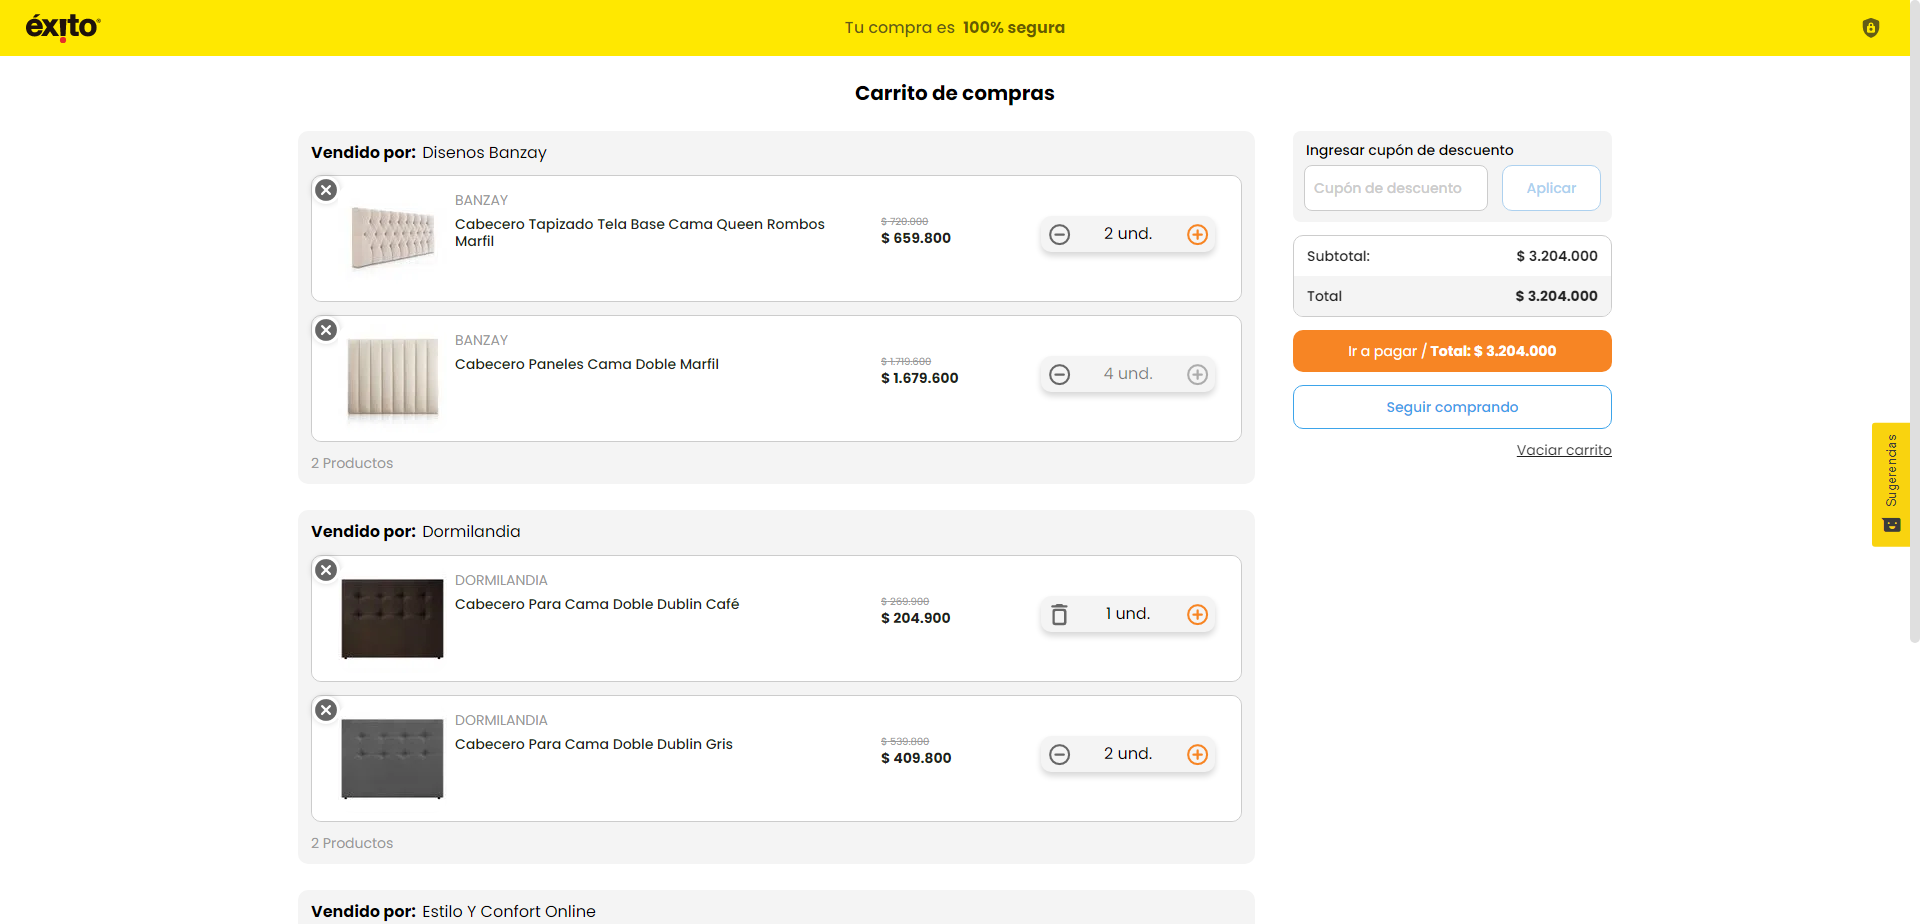 éxito
Tu compra es 100% segura
Carrito de compras
Vendido por: Disenos Banzay
BANZAY
Cabecero Tapizado Tela Base Cama Queen Rombos
Marfil
$ 720.000
$ 659.800
2 und.
BANZAY
Cabecero Paneles Cama Doble Marfil
$ 1.719.600
$ 1.679.600
4 und.
2 Productos
Vendido por: Dormilandia
DORMILANDIA
Cabecero Para Cama Doble Dublin Café
$ 269.900
$ 204.900
1 und.
DORMILANDIA
Cabecero Para Cama Doble Dublin Gris
$ 539.800
$ 409.800
2 und.
2 Productos
Vendido por: Estilo Y Confort Online
Ingresar cupón de descuento
Cupón de descuento
Aplicar
Subtotal: $ 3.204.000
Total $ 3.204.000
Ir a pagar / Total: $ 3.204.000
Seguir comprando
Vaciar carrito
Sugerencias